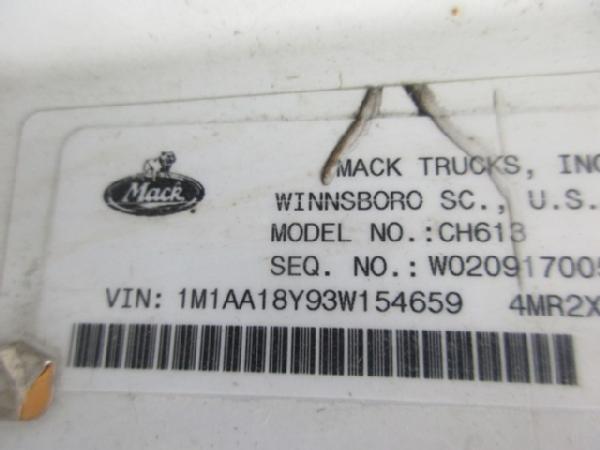 Mack
MACK TRUCKS, INC
WINNSBORO SC., U.S.
MODEL NO.:CH613
SEQ. NO.: W02091700
VIN: 1M1AA18Y93W154659 4MR2X